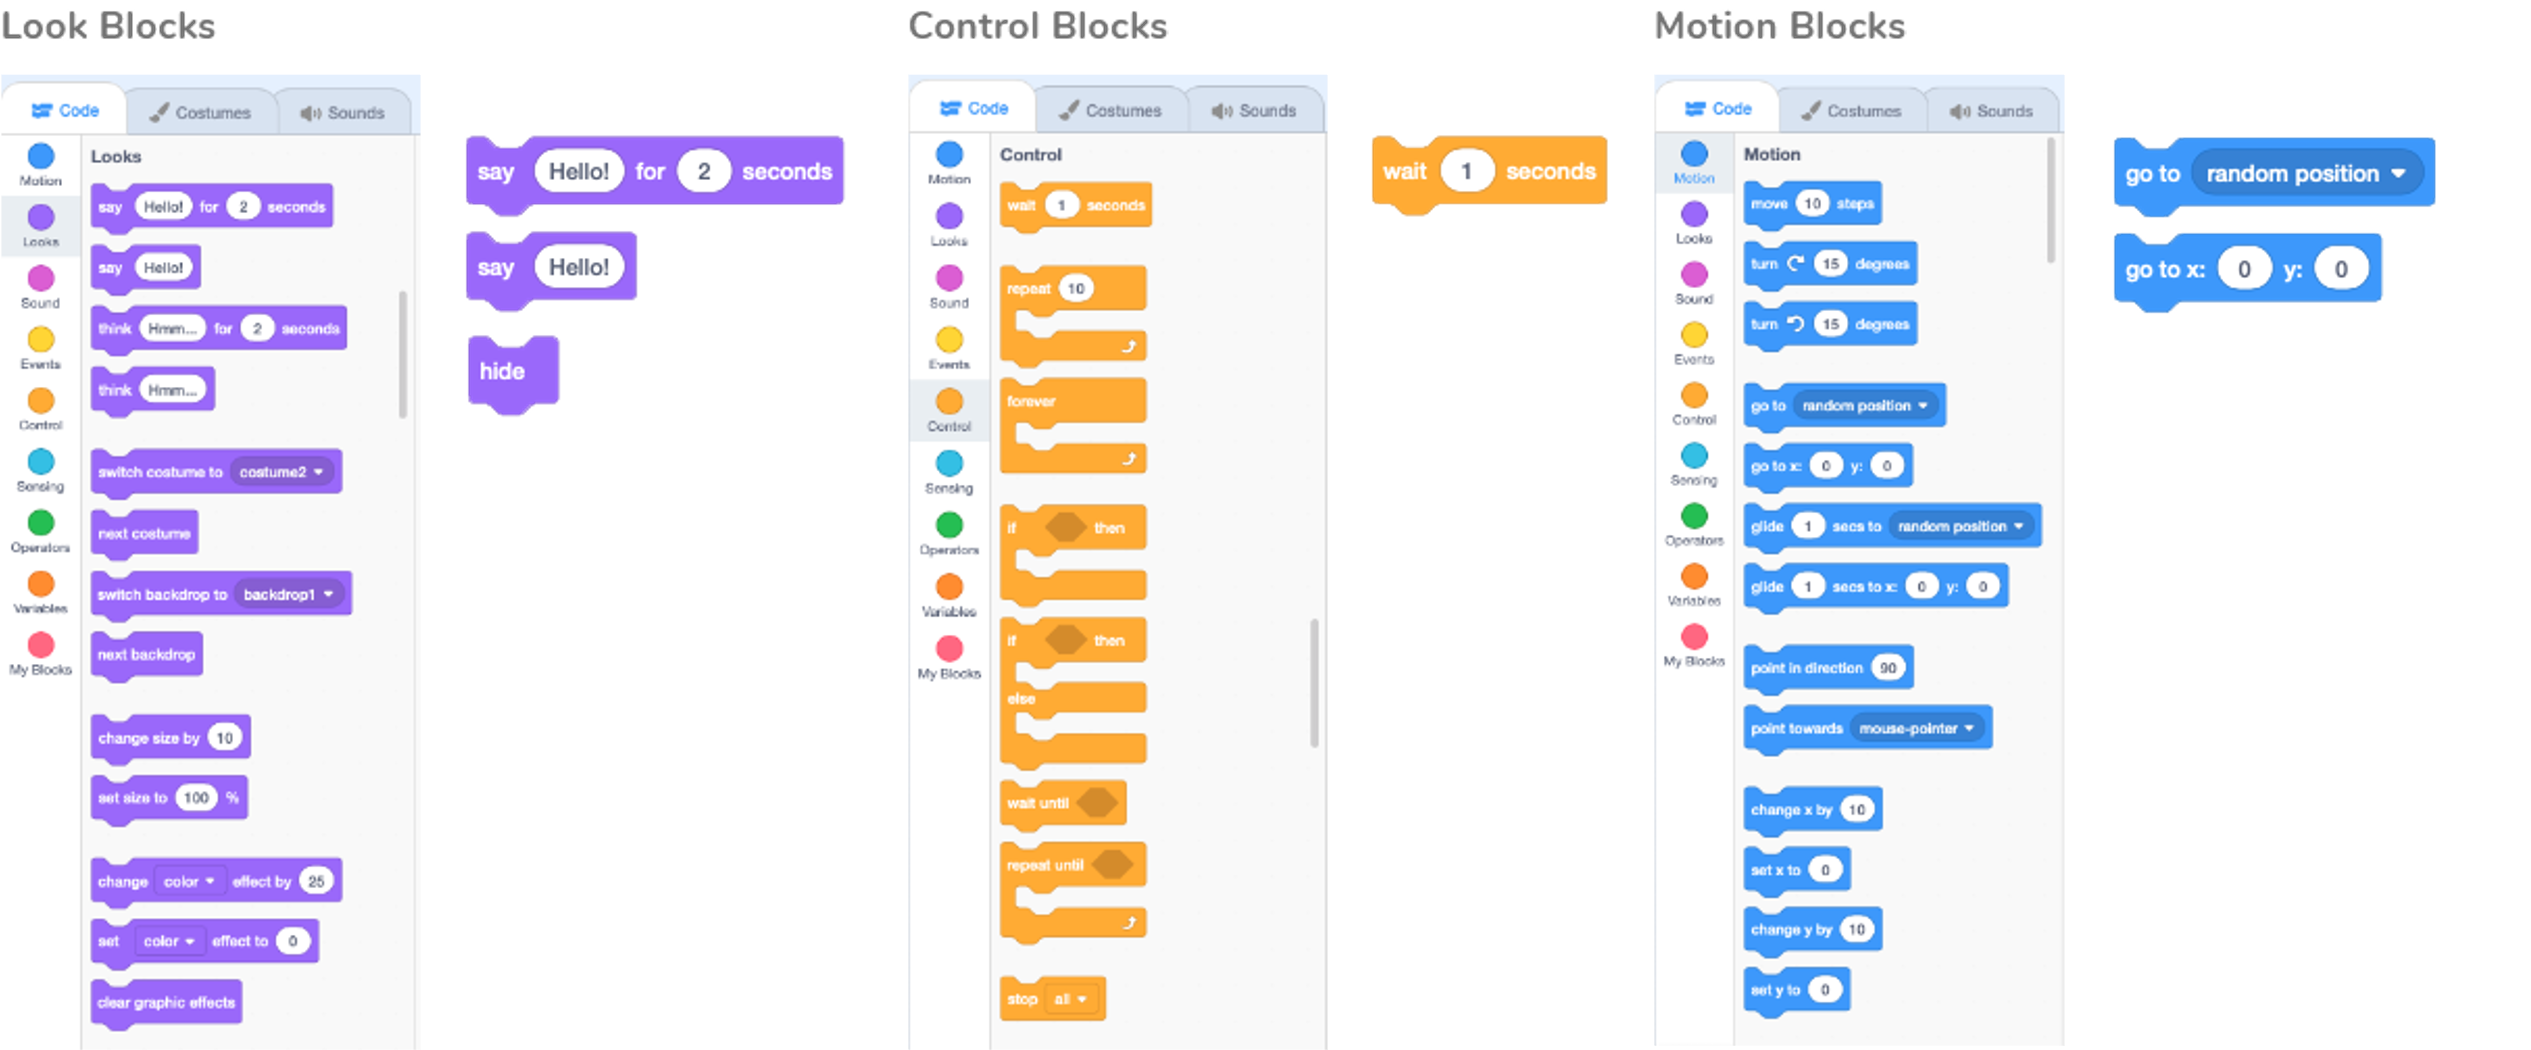 Look Blocks
Code Costumes Sounds
Motion
Looks
Sound
Events
Control
Sensing
Operators
Variables
My Blocks
Looks
say Hello! for 2 seconds
say Hello!
think Hmm... for 2 seconds
think Hmm...
switch costume to costume2
next costume
switch backdrop to backdrop1
next backdrop
change size by 10
set size to 100 %
change color effect by 25
set color effect to 0
clear graphic effects
say Hello! for 2 seconds
say Hello!
hide
Control Blocks
Code Costumes Sounds
Motion
Looks
Sound
Events
Control
Sensing
Operators
Variables
My Blocks
Control
wait 1 seconds
repeat 10
forever
if then
if then
else
wait until
repeat until
stop all
wait 1 seconds
Motion Blocks
Code Costumes Sounds
Motion
Looks
Sound
Events
Control
Sensing
Operators
Variables
My Blocks
Motion
move 10 steps
turn 15 degrees
turn 15 degrees
go to random position
go to x: 0 y: 0
glide 1 secs to random position
glide 1 secs to x: 0 y: 0
point in direction 90
point towards mouse-pointer
change x by 10
set x to 0
change y by 10
set y to 0
go to random position
go to x: 0 y: 0